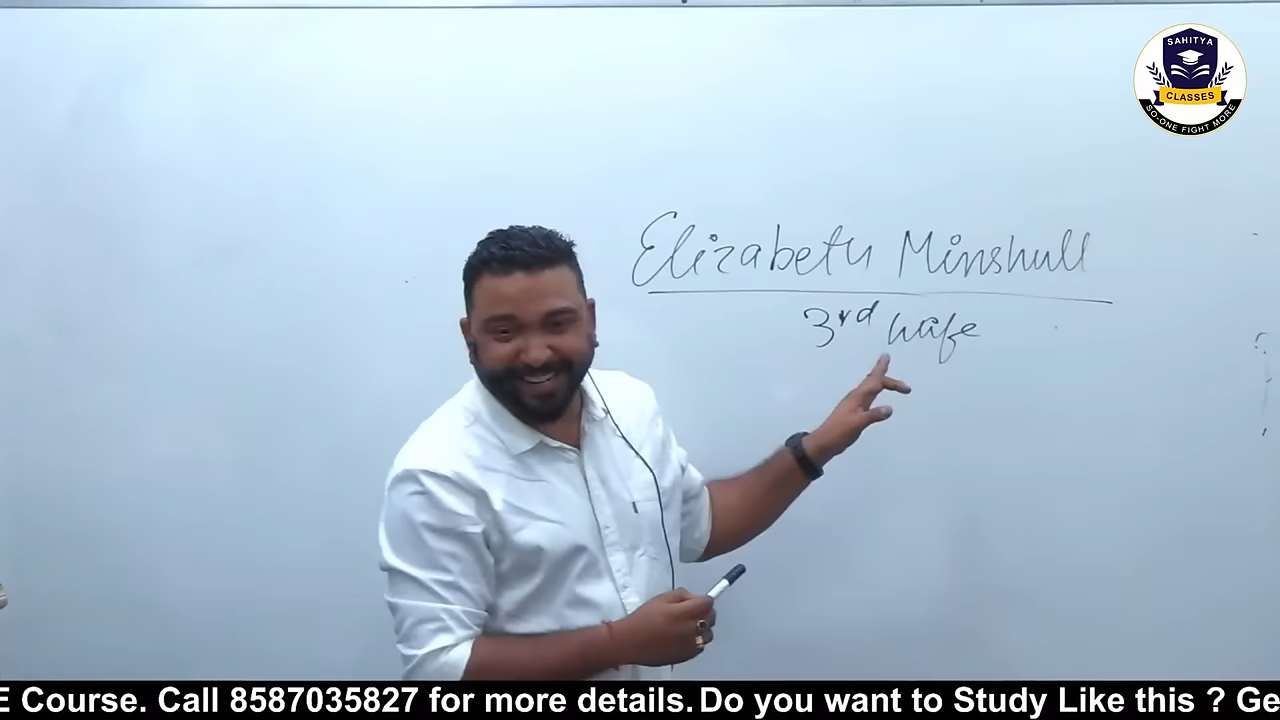 SAHITYA
CLASSES
SO-ONE FIGHT MORE
Elizabeth Minshull
3rd wife
E Course. Call 8587035827 for more details. Do you want to Study Like this ? Ge